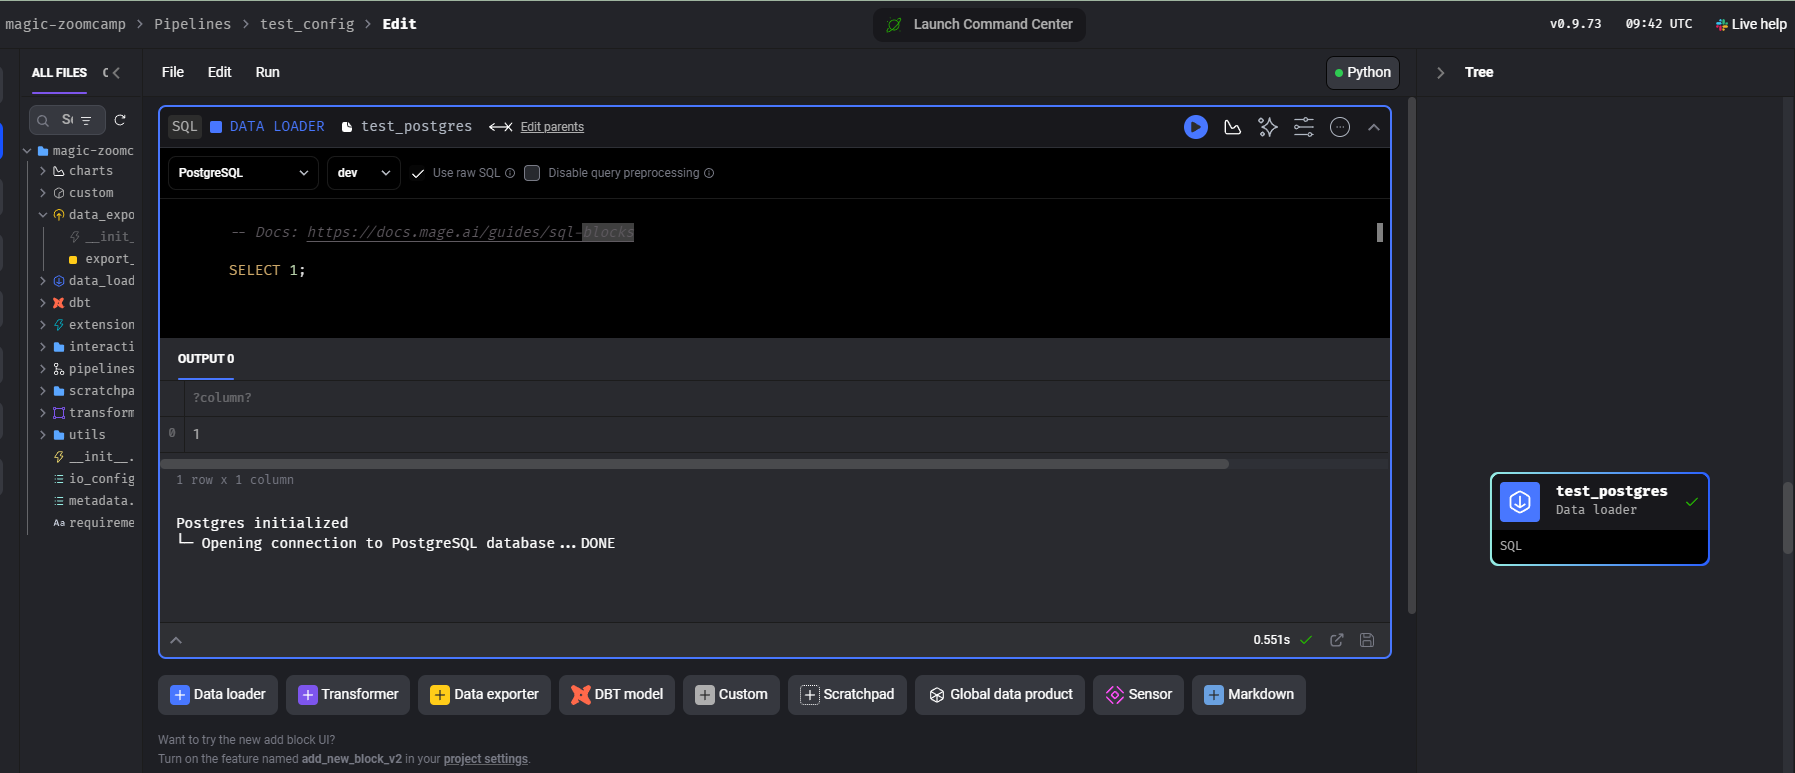 magic-zoomcamp > Pipelines > test_config > Edit
Launch Command Center
v0.9.73 09:42 UTC Live help
ALL FILES
File Edit Run
Python
Tree
SQL DATA LOADER test_postgres Edit parents
magic-zoomc
charts
custom
data_expo
__init_
export_
data_load
dbt
extension
interacti
pipelines
scratchpa
transform
utils
__init__.
io_config
metadata.
requireme
PostgreSQL dev Use raw SQL Disable query preprocessing
-- Docs: https://docs.mage.ai/guides/sql-blocks
SELECT 1;
OUTPUT 0
?column?
0 1
1 row x 1 column
Postgres initialized
└─ Opening connection to PostgreSQL database...DONE
0.551s
test_postgres
Data loader
SQL
Data loader Transformer Data exporter DBT model Custom Scratchpad Global data product Sensor Markdown
Want to try the new add block UI?
Turn on the feature named add_new_block_v2 in your project settings.